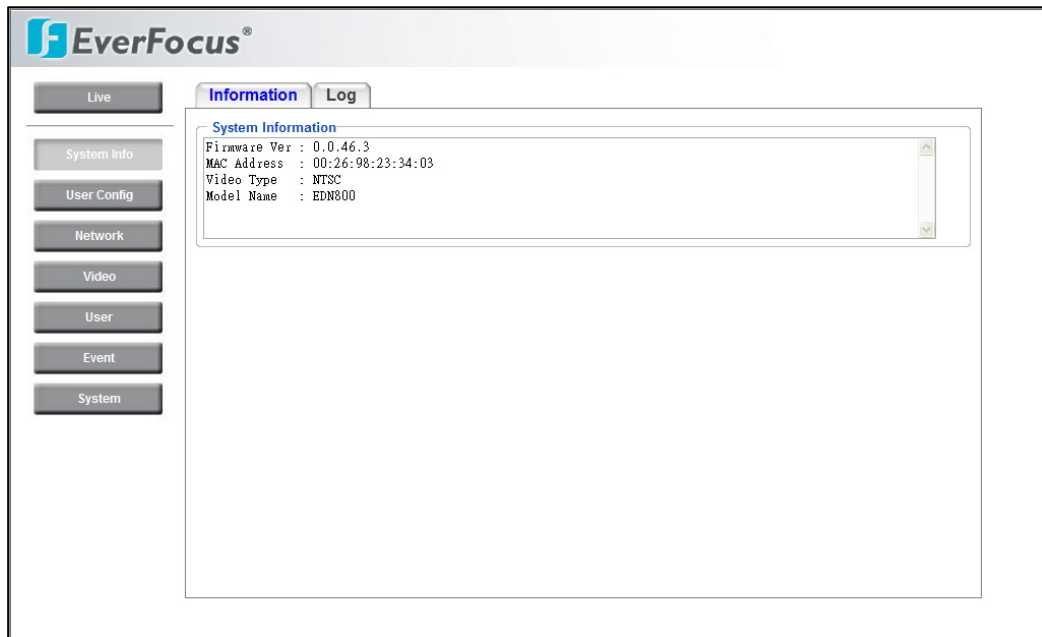 EverFocus®
Live
System Info
User Config
Network
Video
User
Event
System
Information
Log
System Information
Firmware Ver : 0.0.46.3
MAC Address : 00:26:98:23:34:03
Video Type : NTSC
Model Name : EDN800